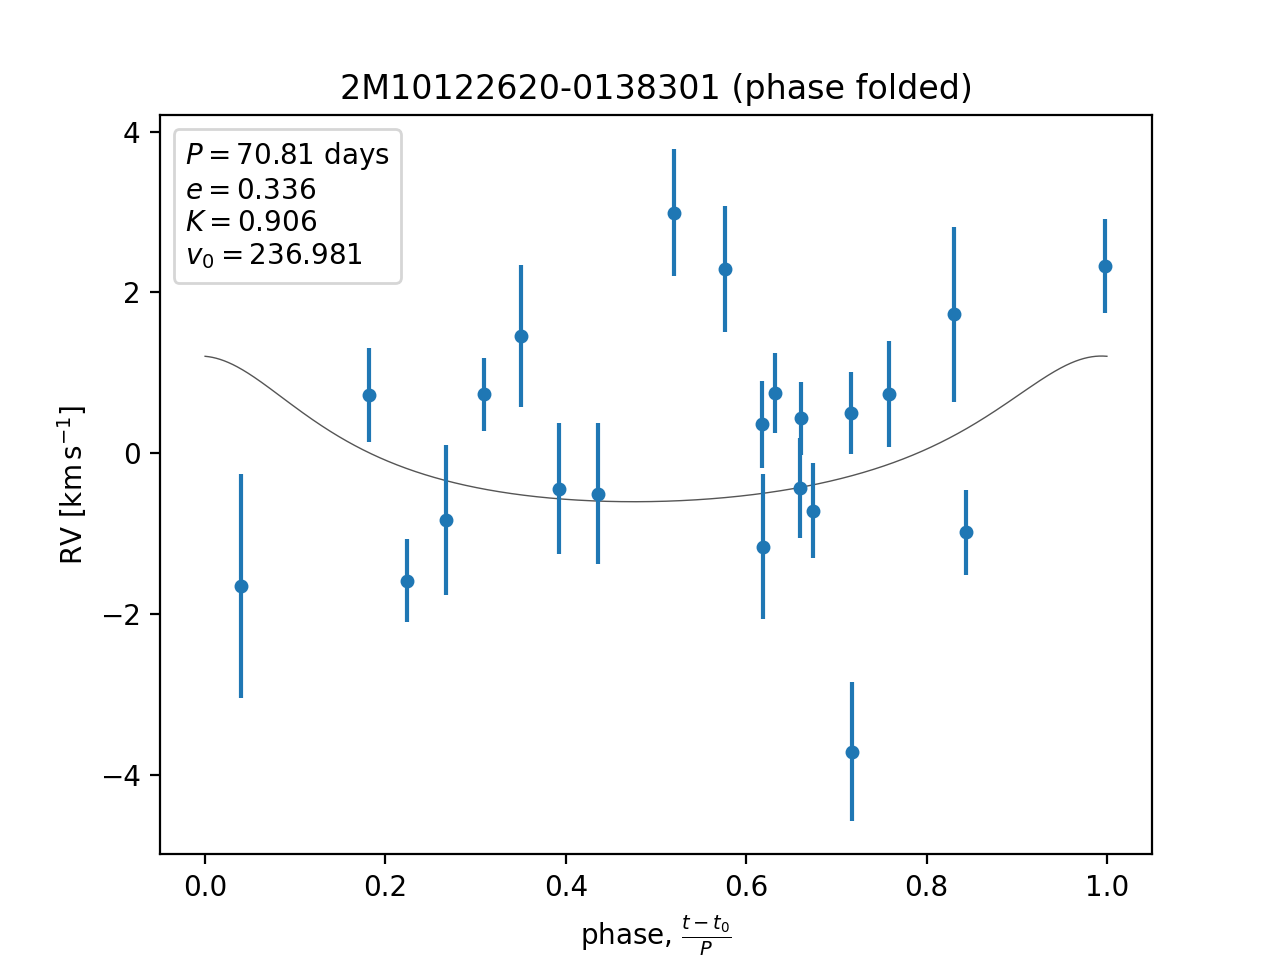 2M10122620-0138301 (phase folded)
P = 70.81 days
e = 0.336
K = 0.906
v₀ = 236.981
4
2
0
−2
−4
RV [km s⁻¹]
0.0 0.2 0.4 0.6 0.8 1.0
phase, (t − t₀)/P